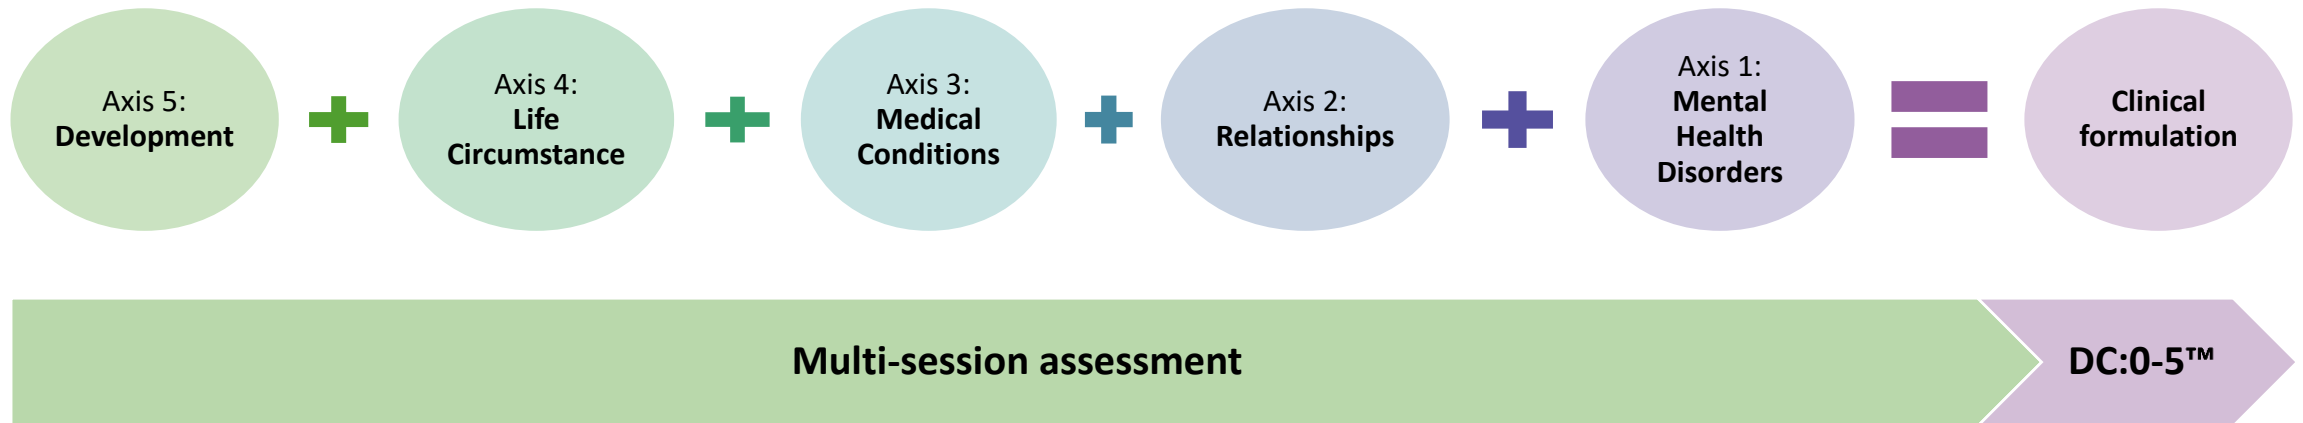 Axis 5:
Development
Axis 4:
Life
Circumstance
Axis 3:
Medical
Conditions
Axis 2:
Relationships
Axis 1:
Mental
Health
Disorders
Clinical
formulation
Multi-session assessment
DC:0-5™